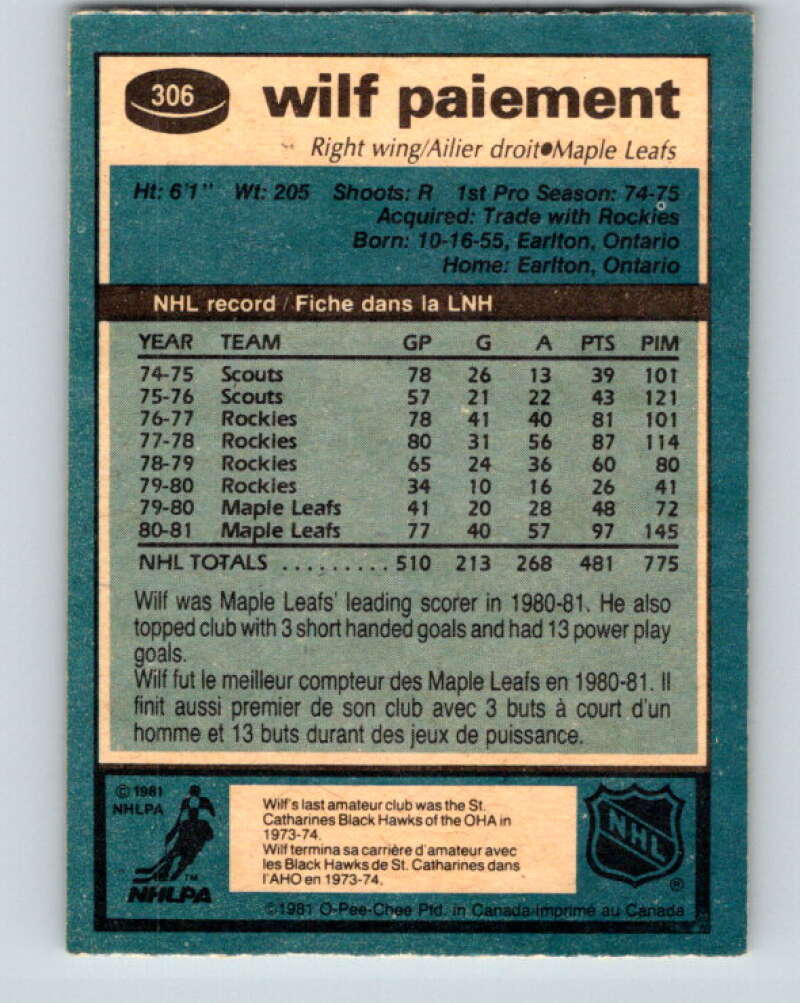 306
wilf paiement
Right wing/Ailier droit●Maple Leafs
Ht: 6'1" Wt: 205 Shoots: R 1st Pro Season: 74-75
Acquired: Trade with Rockies
Born: 10-16-55, Earlton, Ontario
Home: Earlton, Ontario
NHL record / Fiche dans la LNH
YEAR TEAM GP G A PTS PIM
74-75 Scouts 78 26 13 39 101
75-76 Scouts 57 21 22 43 121
76-77 Rockies 78 41 40 81 101
77-78 Rockies 80 31 56 87 114
78-79 Rockies 65 24 36 60 80
79-80 Rockies 34 10 16 26 41
79-80 Maple Leafs 41 20 28 48 72
80-81 Maple Leafs 77 40 57 97 145
NHL TOTALS ......... 510 213 268 481 775
Wilf was Maple Leafs' leading scorer in 1980-81. He also
topped club with 3 short handed goals and had 13 power play
goals.
Wilf fut le meilleur compteur des Maple Leafs en 1980-81. Il
finit aussi premier de son club avec 3 buts à court d'un
homme et 13 buts durant des jeux de puissance.
© 1981
NHLPA
TM
NHLPA
Wilf's last amateur club was the St.
Catharines Black Hawks of the OHA in
1973-74.
Wilf termina sa carrière d'amateur avec
les Black Hawks de St. Catharines dans
l'AHO en 1973-74.
NHL
®
©1981 O-Pee-Chee Ptd. in Canada-Imprimé au Canada